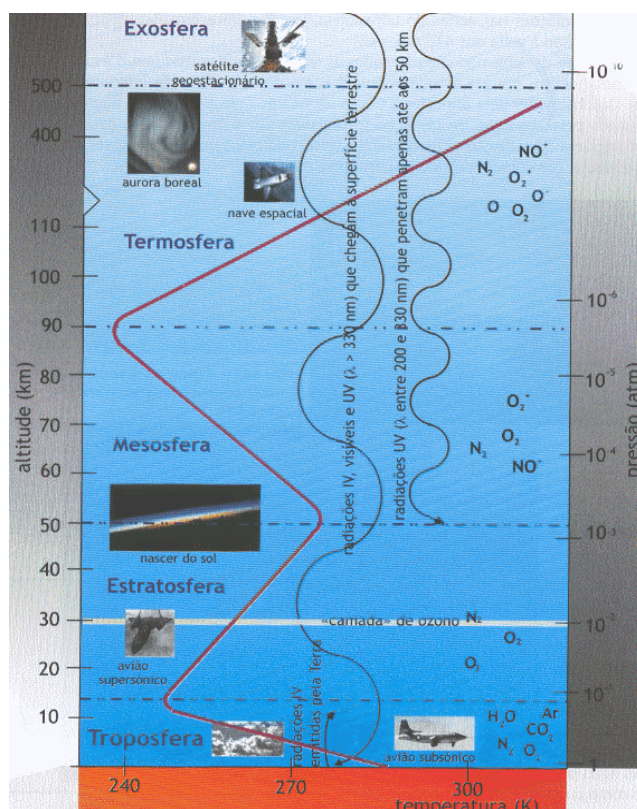 Exosfera
satélite
geoestacionário
500
400
aurora boreal
nave espacial
110
Termosfera
100
90
80
70
Mesosfera
60
50
nascer do sol
40
Estratosfera
30
«camada» de ozono
avião
supersónico
20
10
Troposfera
avião subsónico
altitude (km)
radiações IV, visíveis e UV (λ > 330 nm) que chegam à superfície terrestre
radiações UV (λ entre 200 e 330 nm) que penetram apenas até aos 50 km
radiações IV
emitidas pela Terra
NO⁺
N₂
O₂⁺
O
O₂
O₂⁺
O₂
N₂
NO⁺
N₂
O₂
O₃
H₂O
Ar
CO₂
N₂
O₂
10⁻¹⁰
10⁻⁶
10⁻⁵
10⁻⁴
10⁻³
10⁻²
1
pressão (atm)
240
270
300
temperatura (K)